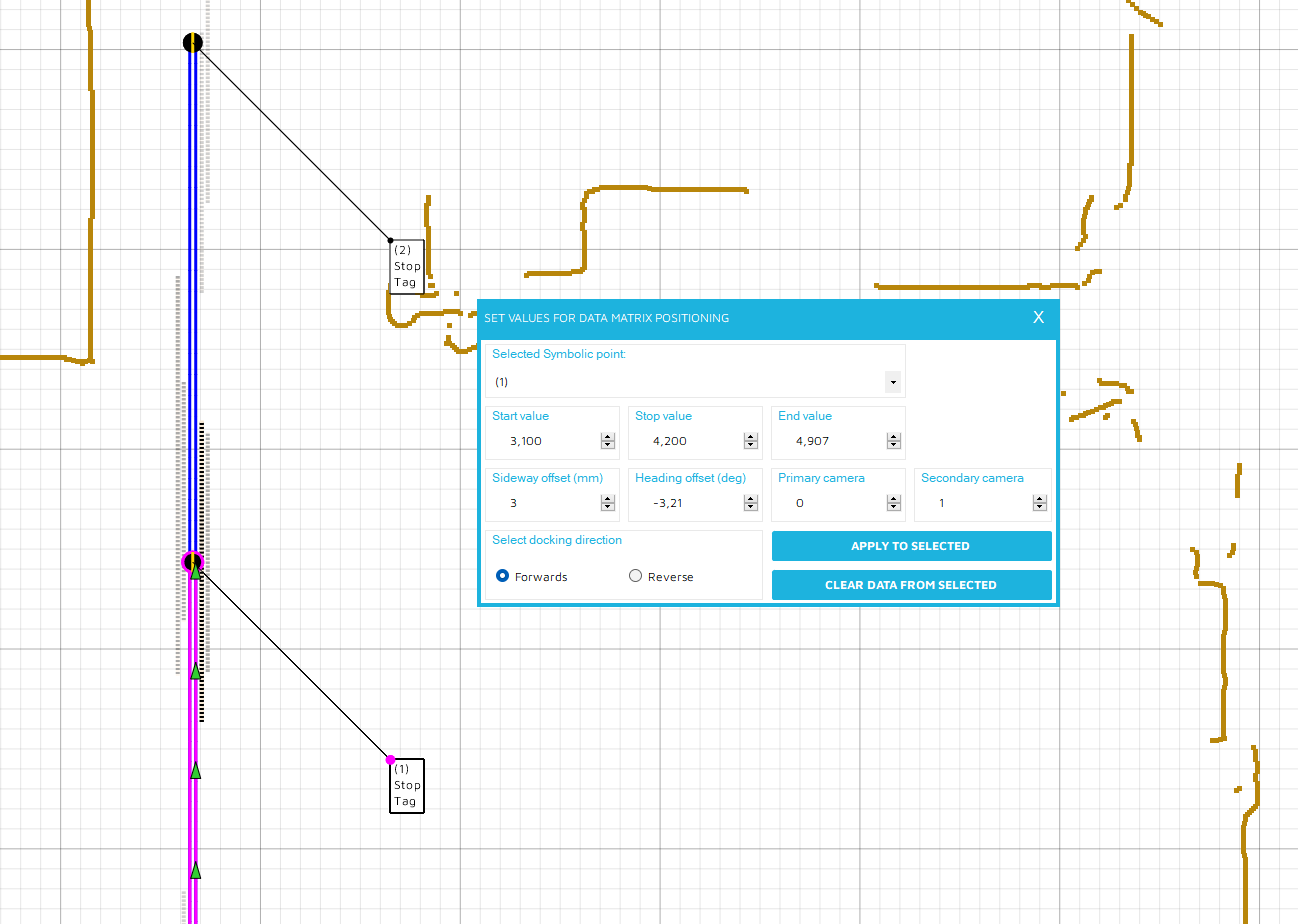 (2)
Stop
Tag
SET VALUES FOR DATA MATRIX POSITIONING X
Selected Symbolic point:
(1)
Start value Stop value End value
3,100 4,200 4,907
Sideway offset (mm) Heading offset (deg) Primary camera Secondary camera
3 -3,21 0 1
Select docking direction
APPLY TO SELECTED
Forwards Reverse
CLEAR DATA FROM SELECTED
(1)
Stop
Tag